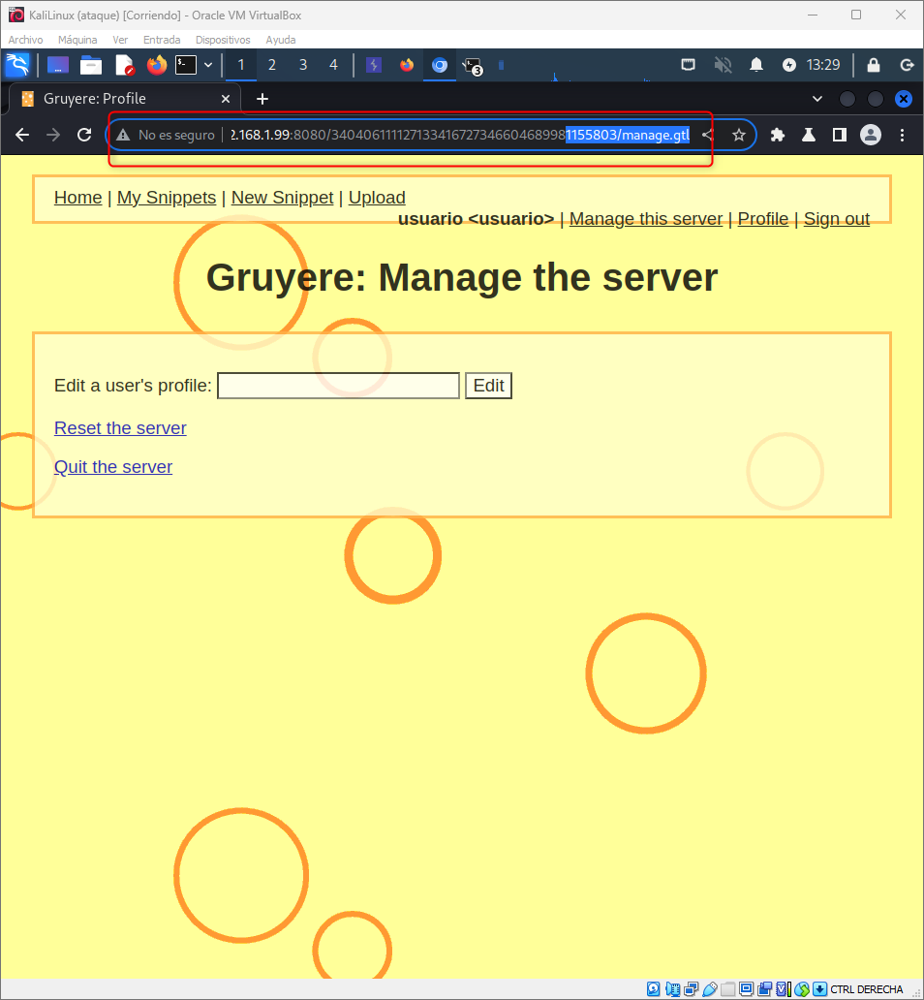 KaliLinux (ataque) [Corriendo] - Oracle VM VirtualBox
Archivo Máquina Ver Entrada Dispositivos Ayuda
1 2 3 4 3 13:29
Gruyere: Profile
No es seguro 2.168.1.99:8080/340406111127133416727346604689981155803/manage.gtl
Home | My Snippets | New Snippet | Upload
usuario <usuario> | Manage this server | Profile | Sign out
Gruyere: Manage the server
Edit a user's profile: Edit
Reset the server
Quit the server
CTRL DERECHA